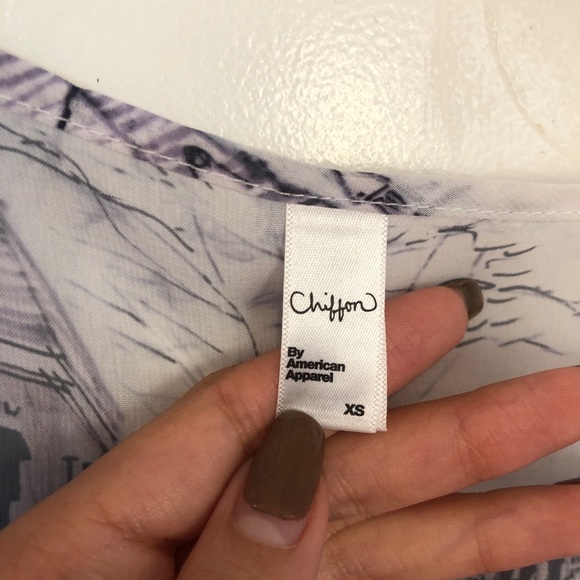 Chiffon
By
American
Apparel
XS